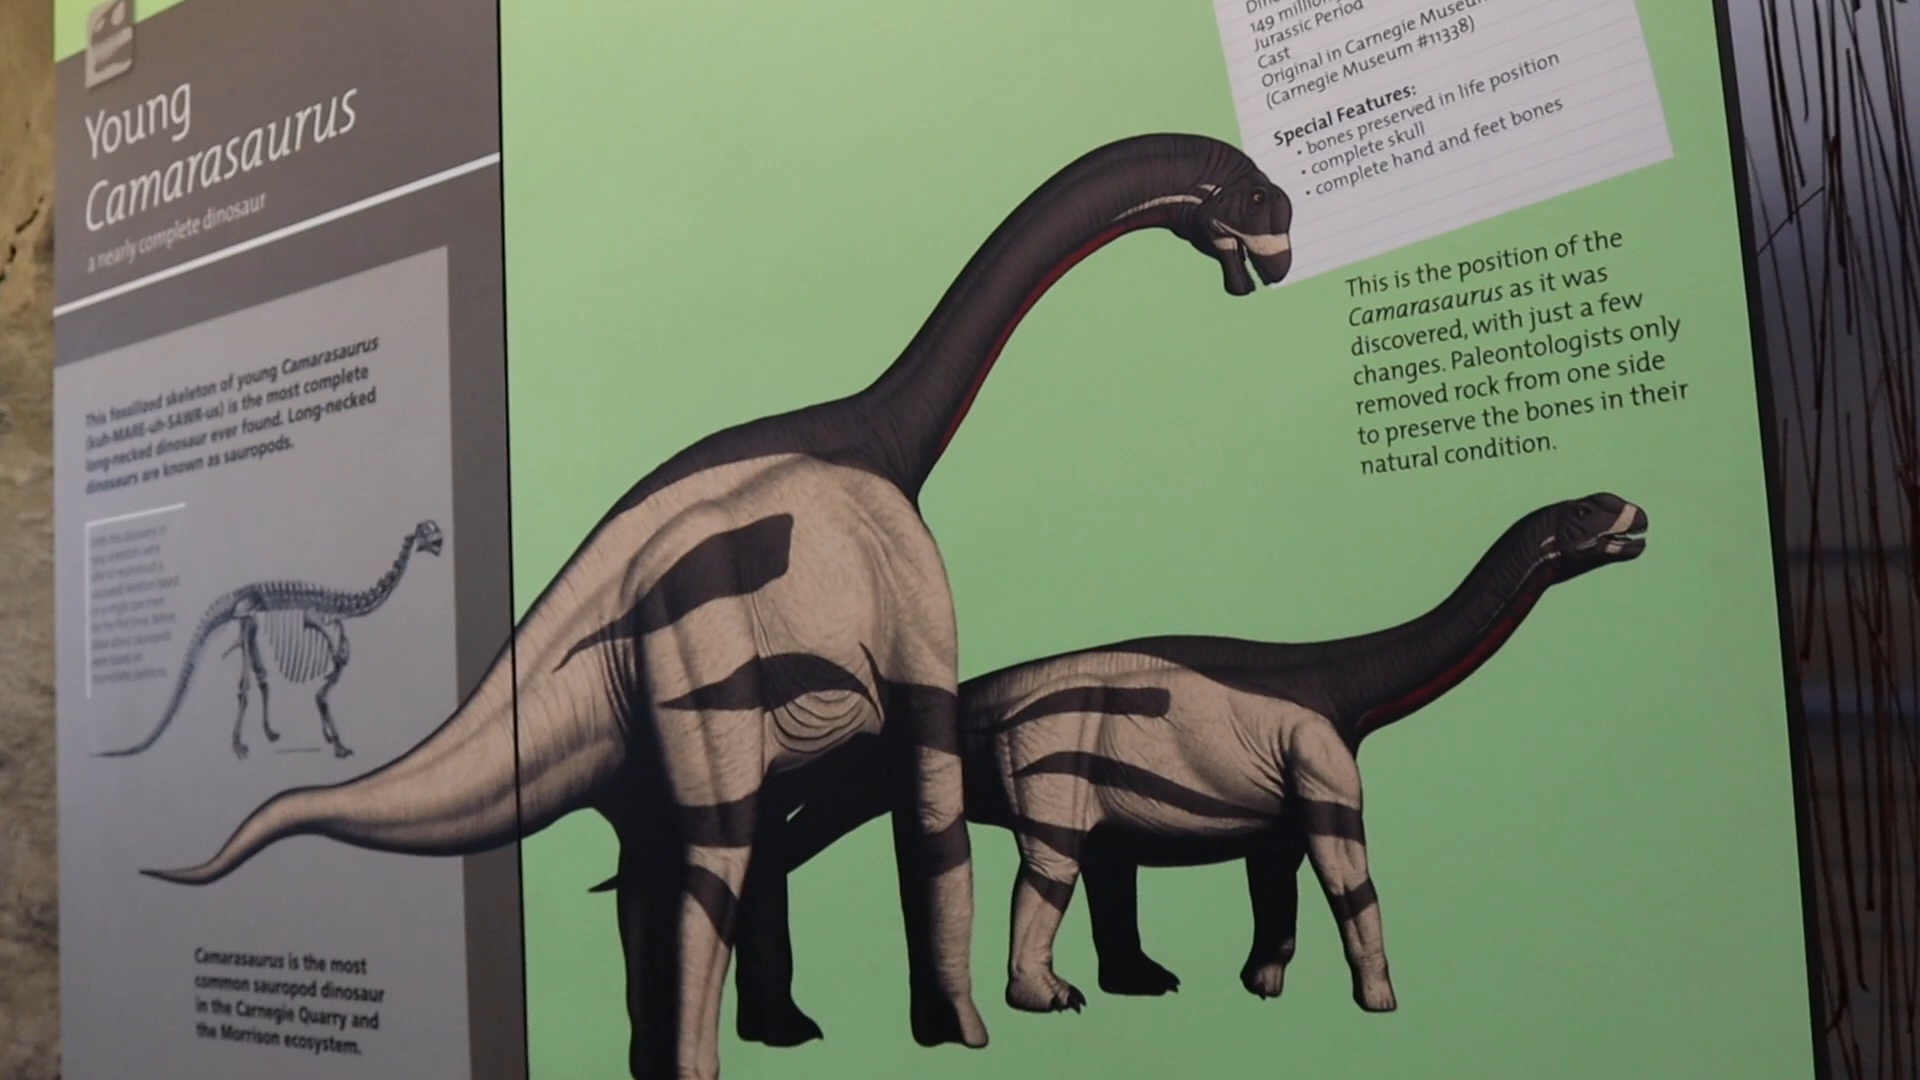 Young
Camarasaurus
a nearly complete dinosaur
This fossilized skeleton of young Camarasaurus
(kuh-MARE-uh-SAWR-us) is the most complete
long-necked dinosaur ever found. Long-necked
dinosaurs are known as sauropods.
Camarasaurus is the most
common sauropod dinosaur
in the Carnegie Quarry and
the Morrison ecosystem.
149 million
Jurassic Period
Cast
Original in Carnegie Museum
(Carnegie Museum #11338)
Special Features:
• bones preserved in life position
• complete skull
• complete hand and feet bones
This is the position of the
Camarasaurus as it was
discovered, with just a few
changes. Paleontologists only
removed rock from one side
to preserve the bones in their
natural condition.